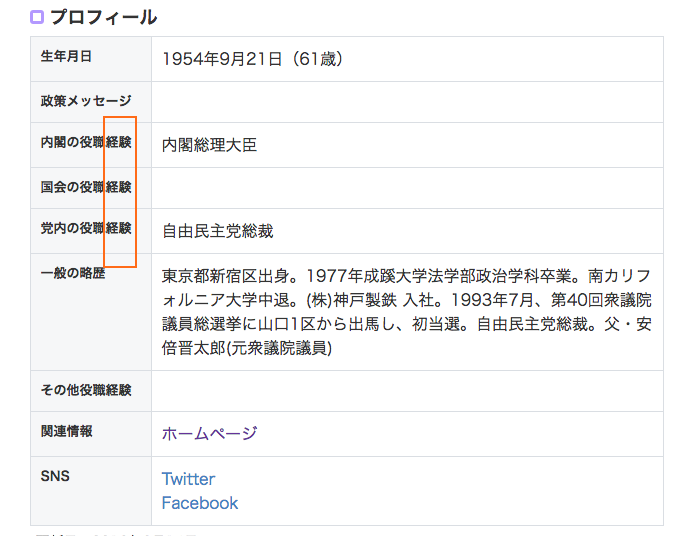 プロフィール
生年月日
1954年9月21日（61歳）
政策メッセージ
内閣の役職経験
内閣総理大臣
国会の役職経験
党内の役職経験
自由民主党総裁
一般の略歴
東京都新宿区出身。1977年成蹊大学法学部政治学科卒業。南カリフ
ォルニア大学中退。(株)神戸製鉄 入社。1993年7月、第40回衆議院
議員総選挙に山口1区から出馬し、初当選。自由民主党総裁。父・安
倍晋太郎(元衆議院議員)
その他役職経験
関連情報
ホームページ
SNS
Twitter
Facebook